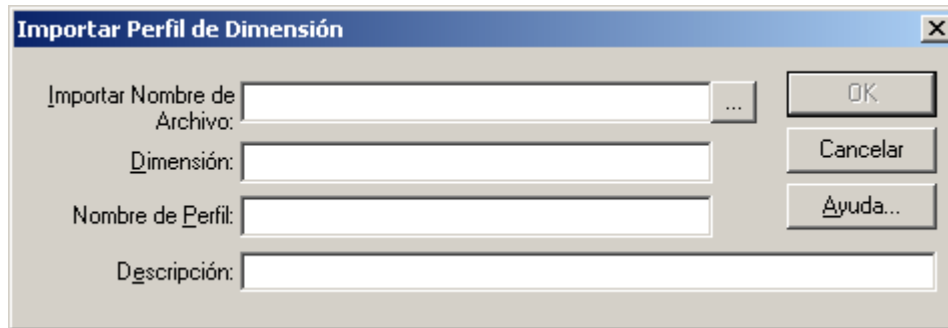 Importar Perfil de Dimensión
Importar Nombre de
Archivo:
...
OK
Dimensión:
Cancelar
Nombre de Perfil:
Ayuda...
Descripción: